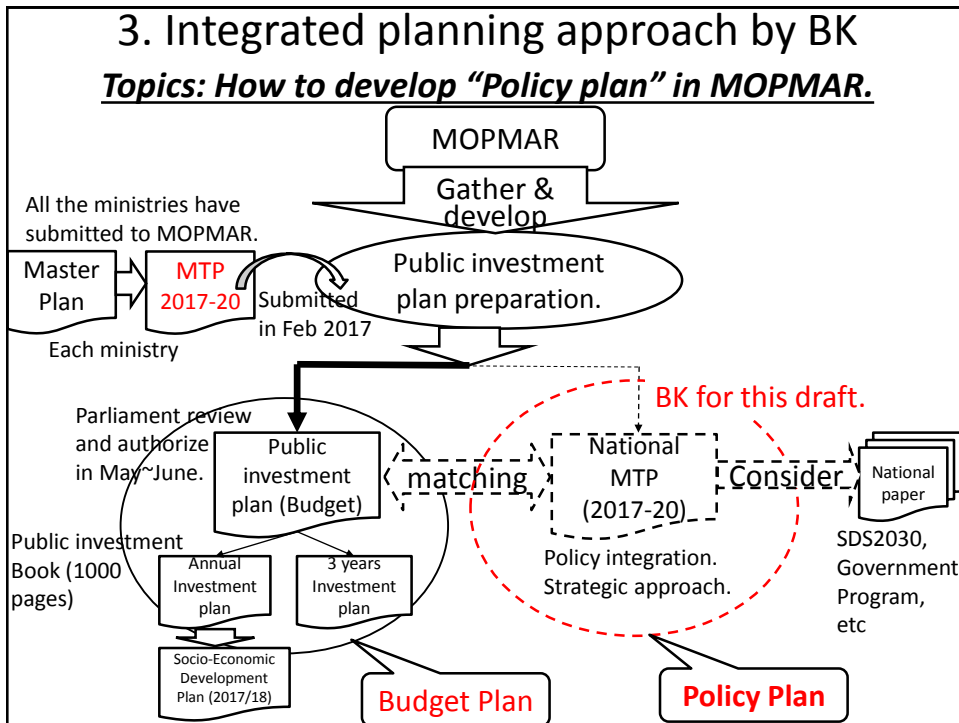 3. Integrated planning approach by BK
Topics: How to develop “Policy plan” in MOPMAR.
MOPMAR
Gather &
develop
All the ministries have
submitted to MOPMAR.
Master
Plan
MTP
2017-20
Submitted
in Feb 2017
Each ministry
Public investment
plan preparation.
BK for this draft.
Parliament review
and authorize
in May~June.
Public
investment
plan (Budget)
matching
National
MTP
(2017-20)
Consider
National
paper
Policy integration.
Strategic approach.
SDS2030,
Government
Program,
etc
Public investment
Book (1000
pages)
Annual
Investment
plan
3 years
Investment
plan
Socio-Economic
Development
Plan (2017/18)
Budget Plan
Policy Plan